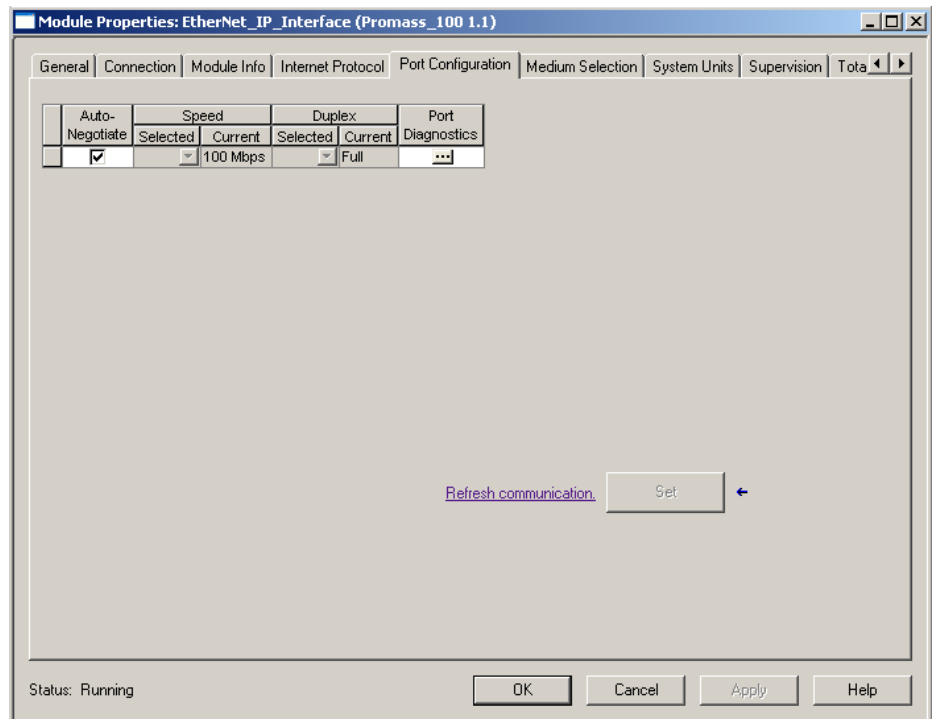 Module Properties: EtherNet_IP_Interface (Promass_100 1.1)
General Connection Module Info Internet Protocol Port Configuration Medium Selection System Units Supervision Tota
Auto-Negotiate Speed Duplex Port Diagnostics
Selected Current Selected Current
100 Mbps Full ...
Refresh communication. Set
Status: Running OK Cancel Apply Help